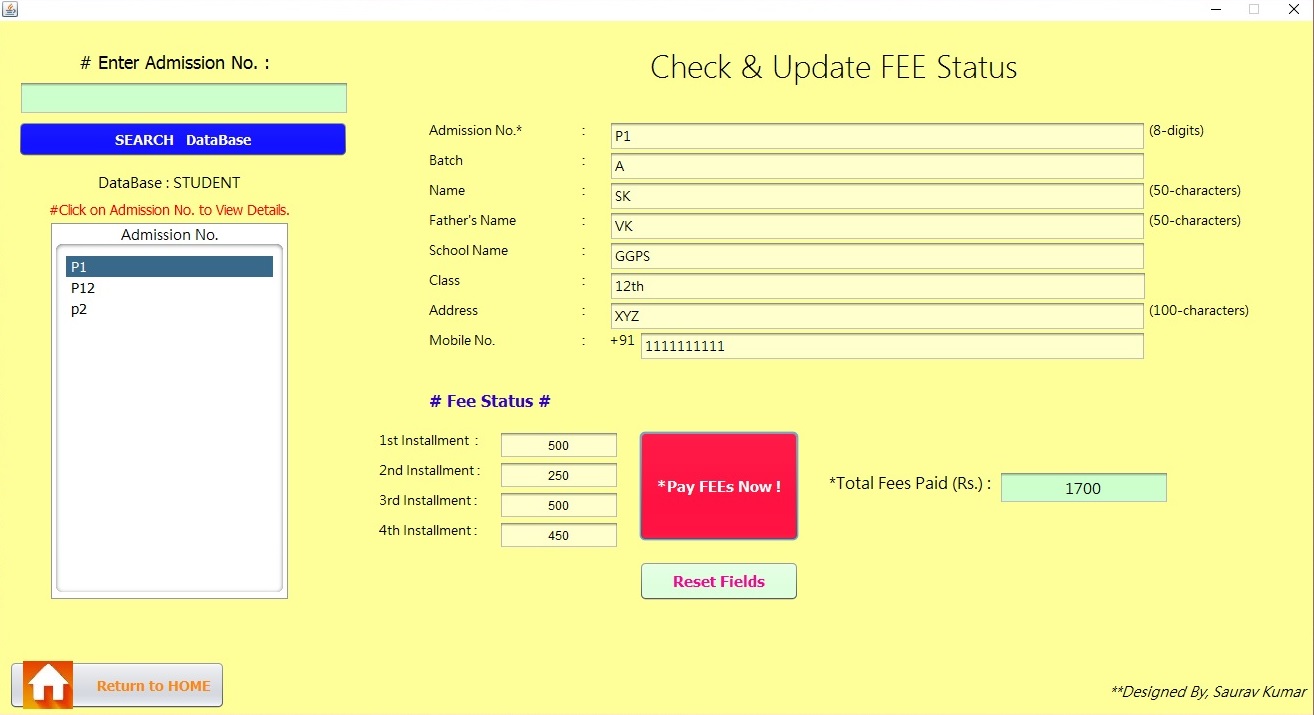 # Enter Admission No. :
SEARCH DataBase
DataBase : STUDENT
#Click on Admission No. to View Details.
Admission No.
P1
P12
p2
Return to HOME
Check & Update FEE Status
Admission No.* : P1 (8-digits)
Batch : A
Name : SK (50-characters)
Father's Name : VK (50-characters)
School Name : GGPS
Class : 12th
Address : XYZ (100-characters)
Mobile No. : +91 1111111111
# Fee Status #
1st Installment : 500
2nd Installment : 250
3rd Installment : 500
4th Installment : 450
*Pay FEEs Now !
Reset Fields
*Total Fees Paid (Rs.) : 1700
**Designed By, Saurav Kumar